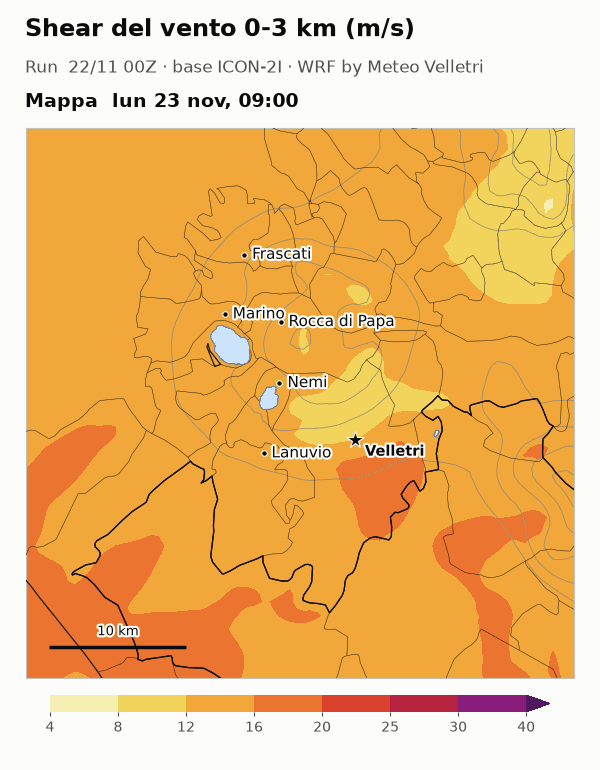 Shear del vento 0-3 km (m/s)
Run  22/11 00Z · base ICON-2I · WRF by Meteo Velletri
Mappa  lun 23 nov, 09:00
Frascati
Marino
Rocca di Papa
Nemi
Velletri
Lanuvio
10 km
4 8 12 16 20 25 30 40